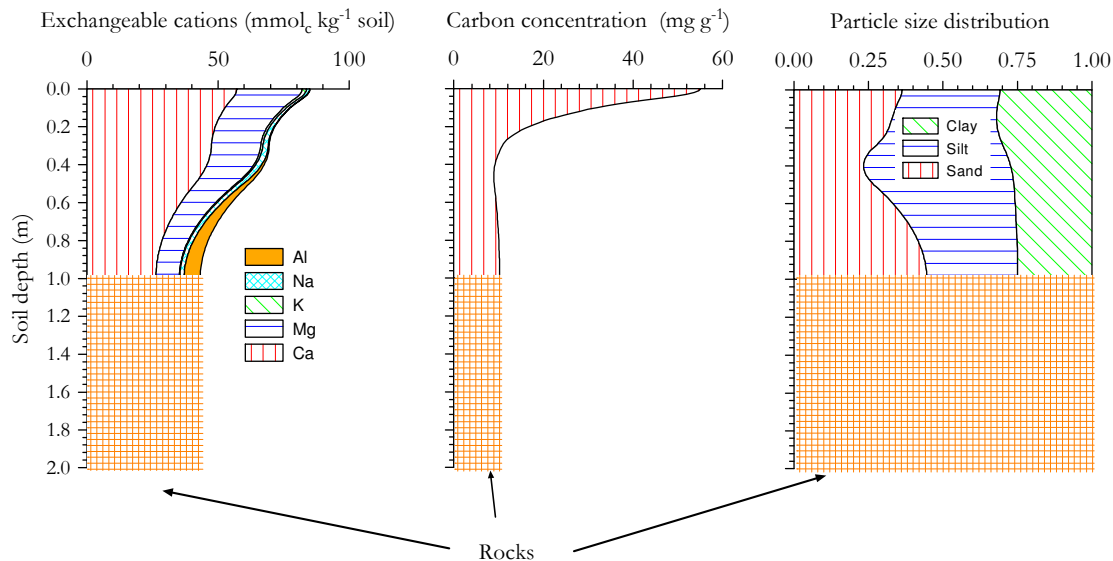 Exchangeable cations (mmolc kg-1 soil)
0 50 100
Soil depth (m)
0.0
0.2
0.4
0.6
0.8
1.0
1.2
1.4
1.6
1.8
2.0
Al
Na
K
Mg
Ca
Carbon concentration (mg g-1)
0 20 40 60
Particle size distribution
0.00 0.25 0.50 0.75 1.00
Clay
Silt
Sand
Rocks